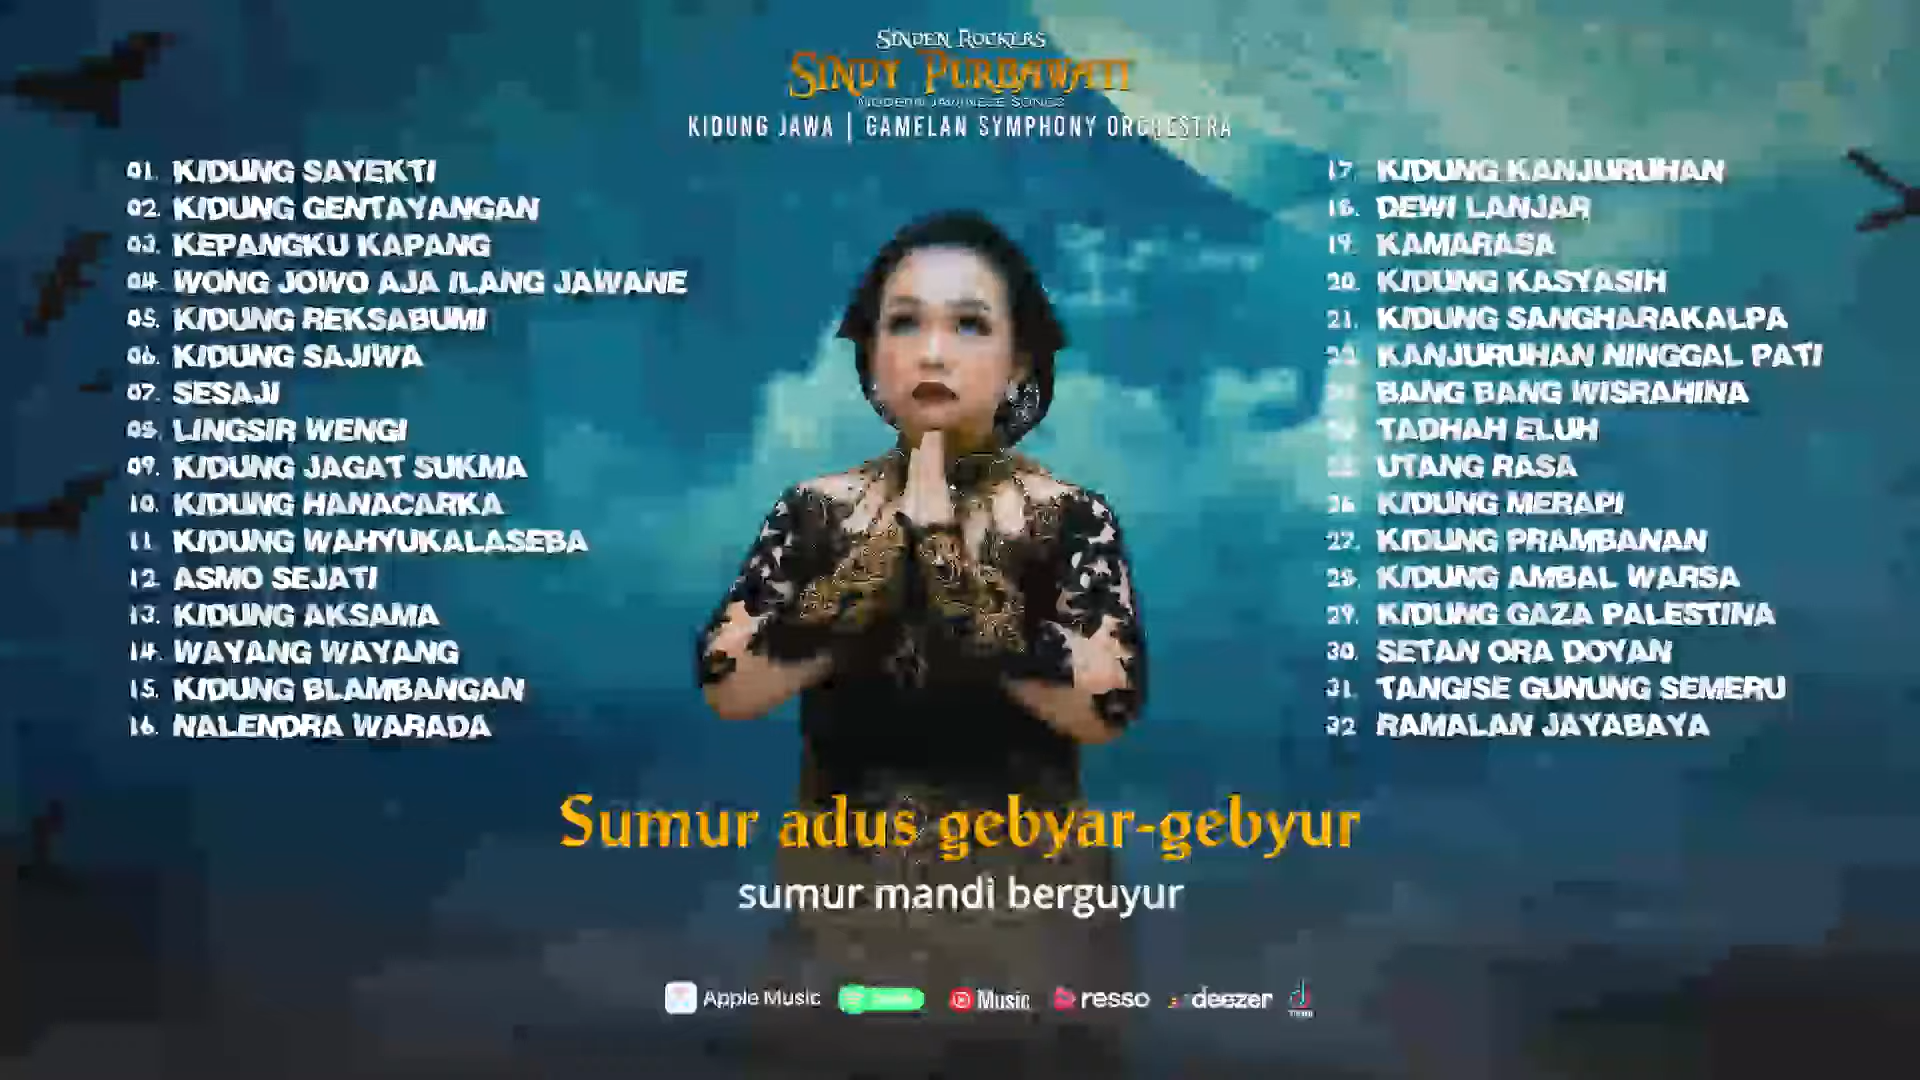 SINDEN ROCKERS
SINDY PURBAWATI
MODERN JAVANESE SONGS
KIDUNG JAWA | GAMELAN SYMPHONY ORCHESTRA
01. KIDUNG SAYEKTI
02. KIDUNG GENTAYANGAN
03. KEPANGKU KAPANG
04. WONG JOWO AJA ILANG JAWANE
05. KIDUNG REKSABUMI
06. KIDUNG SAJIWA
07. SESAJI
08. LINGSIR WENGI
09. KIDUNG JAGAT SUKMA
10. KIDUNG HANACARKA
11. KIDUNG WAHYUKALASEBA
12. ASMO SEJATI
13. KIDUNG AKSAMA
14. WAYANG WAYANG
15. KIDUNG BLAMBANGAN
16. NALENDRA WARADA
17. KIDUNG KANJURUHAN
18. DEWI LANJAR
19. KAMARASA
20. KIDUNG KASYASIH
21. KIDUNG SANGHARAKALPA
KANJURUHAN NINGGAL PATI
BANG BANG WISRAHINA
TADHAH ELUH
UTANG RASA
26. KIDUNG MERAPI
27. KIDUNG PRAMBANAN
28. KIDUNG AMBAL WARSA
29. KIDUNG GAZA PALESTINA
30. SETAN ORA DOYAN
31. TANGISE GUNUNG SEMERU
32 RAMALAN JAYABAYA
Sumur adus gebyar-gebyur
sumur mandi berguyur
Apple Music
Music
resso
deezer